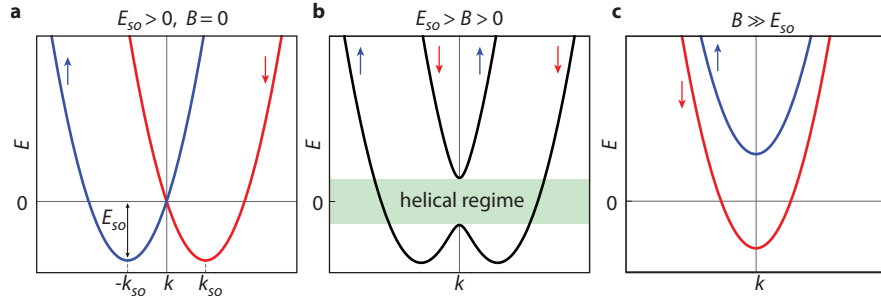 a
E_so > 0, B = 0
E
0
E_so
-k_so
k
k_so
b
E_so > B > 0
E
0
helical regime
k
c
B ≫ E_so
E
0
k